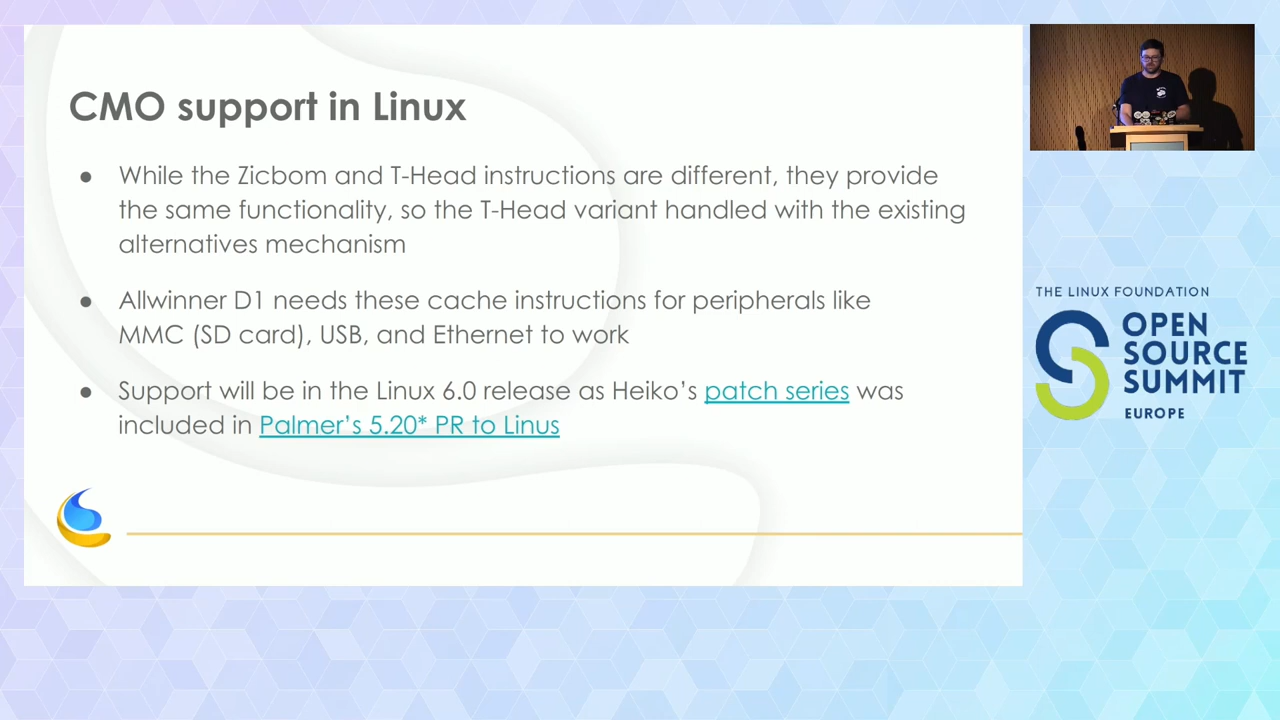 CMO support in Linux
● While the Zicbom and T-Head instructions are different, they provide
the same functionality, so the T-Head variant handled with the existing
alternatives mechanism
● Allwinner D1 needs these cache instructions for peripherals like
MMC (SD card), USB, and Ethernet to work
● Support will be in the Linux 6.0 release as Heiko’s patch series was
included in Palmer’s 5.20* PR to Linus
THE LINUX FOUNDATION
OPEN
SOURCE
SUMMIT
EUROPE